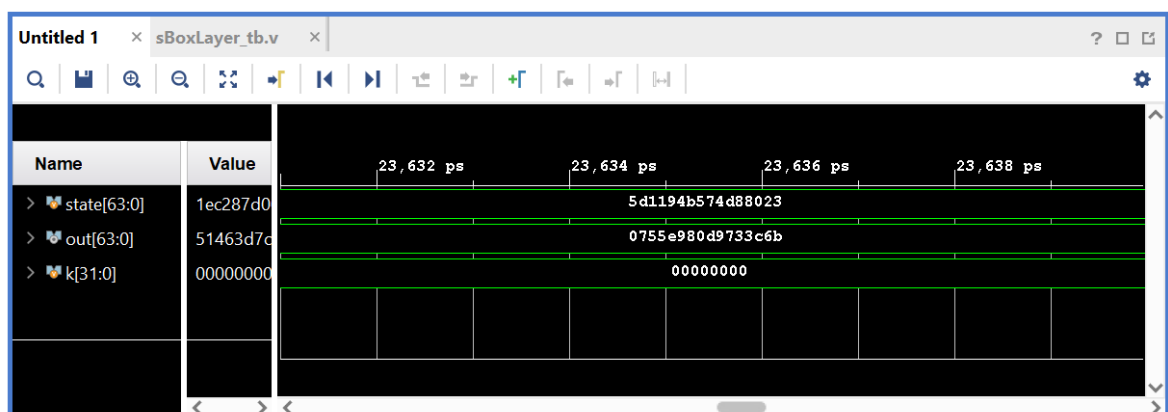 Untitled 1 × sBoxLayer_tb.v × ?
Name Value 23,632 ps 23,634 ps 23,636 ps 23,638 ps
state[63:0] 1ec287d0 5d1194b574d88023
out[63:0] 51463d7c 0755e980d9733c6b
k[31:0] 00000000 00000000